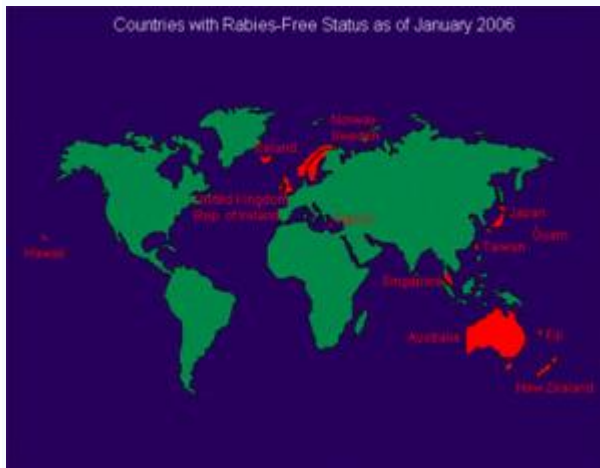 Countries with Rabies-Free Status as of January 2006
Norway
Sweden
Iceland
United Kingdom
Rep. of Ireland
Japan
Guam
Taiwan
Hawaii
Singapore
Australia
Fiji
New Zealand